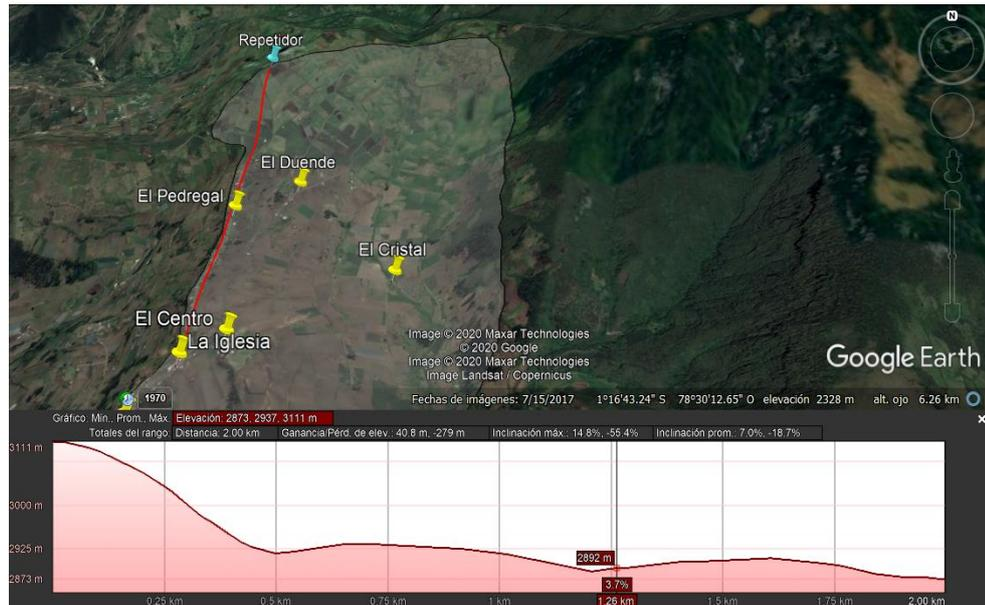 N
Repetidor
El Duende
El Pedregal
El Cristal
El Centro
La Iglesia
Image © 2020 Maxar Technologies
© 2020 Google
Image © 2020 Maxar Technologies
Image Landsat / Copernicus
Google Earth
1970
Fechas de imágenes: 7/15/2017 1°16'43.24" S 78°30'12.65" O elevación 2328 m alt. ojo 6.26 km
Gráfico: Mín., Prom., Máx. Elevación: 2873, 2937, 3111 m
Totales del rango: Distancia: 2.00 km Ganancia/Pérd. de elev.: 40.8 m, -279 m Inclinación máx.: 14.8%, -55.4% Inclinación prom.: 7.0%, -18.7%
3111 m
3000 m
2925 m
2892 m
2873 m
3.7%
0.25 km 0.5 km 0.75 km 1 km 1.26 km 1.5 km 1.75 km 2.00 km